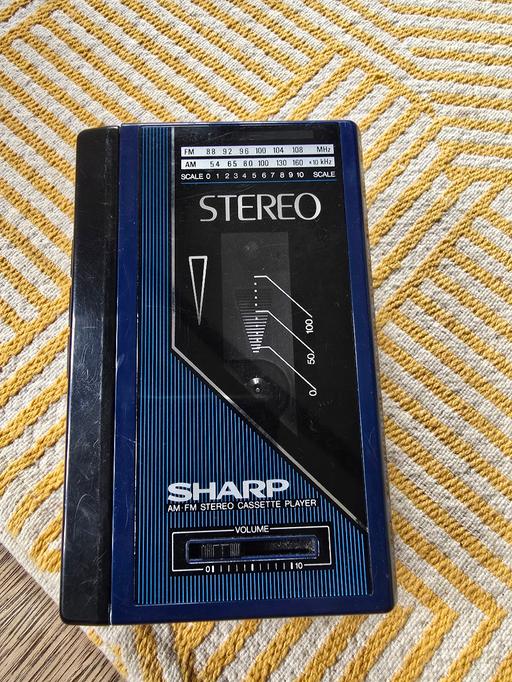 FM 88 92 96 100 104 108 MHz
AM 54 65 80 100 130 160 ×10 kHz
SCALE 0 1 2 3 4 5 6 7 8 9 10 SCALE
STEREO
100
50
0
SHARP
AM·FM STEREO CASSETTE PLAYER
VOLUME
0 10